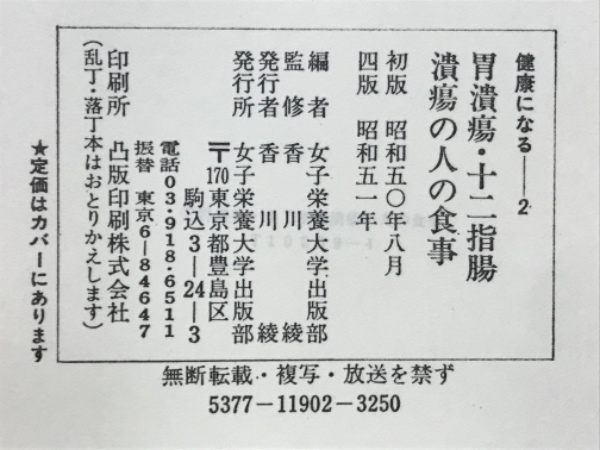 健康になる──2
胃潰瘍・十二指腸
潰瘍の人の食事
初版 昭和五〇年八月
四版 昭和五一年
編者 女子栄養大学出版部
監修 香川 綾
発行者 香川 綾
発行所 女子栄養大学出版部
〒170東京都豊島区
駒込3―24―3
電話03・918・6511
振替 東京6―84647
印刷所 凸版印刷株式会社
(乱丁・落丁本はおとりかえします)
★定価はカバーにあります
無断転載・複写・放送を禁ず
5377―11902―3250